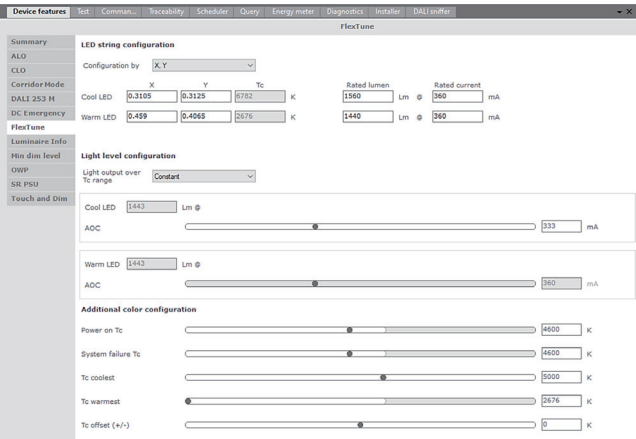 Device features Test Comman... Traceability Scheduler Query Energy meter Diagnostics Installer DALI sniffer
FlexTune
Summary
ALO
CLO
Corridor Mode
DALI 253 M
DC Emergency
FlexTune
Luminaire Info
Min dim level
OWP
SR PSU
Touch and Dim
LED string configuration
Configuration by X, Y
X Y Tc Rated lumen Rated current
Cool LED 0.3105 0.3125 6782 K 1560 Lm @ 360 mA
Warm LED 0.459 0.4065 2676 K 1440 Lm @ 360 mA
Light level configuration
Light output over
Tc range
Constant
Cool LED 1443 Lm @
AOC 333 mA
Warm LED 1443 Lm @
AOC 360 mA
Additional color configuration
Power on Tc 4600 K
System failure Tc 4600 K
Tc coolest 5000 K
Tc warmest 2676 K
Tc offset (+/-) 0 K